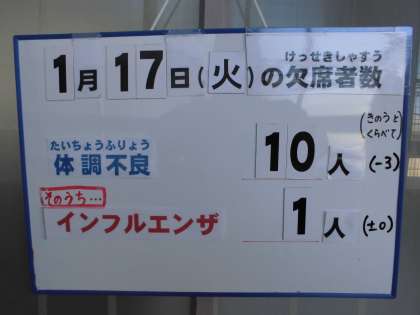 けっせきしゃすう
1月17日(火)の欠席者数
(きのうと
くらべて)
たいちょうふりょう
体調不良 10人 (-3)
そのうち…
インフルエンザ 1人 (±0)